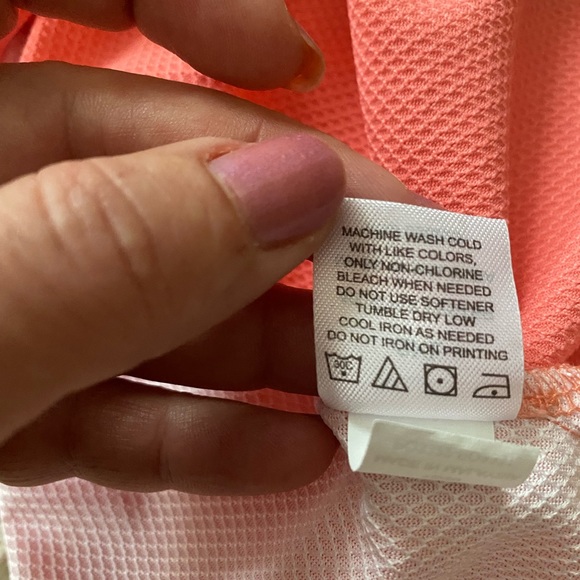 MACHINE WASH COLD
WITH LIKE COLORS,
ONLY NON-CHLORINE
BLEACH WHEN NEEDED
DO NOT USE SOFTENER
TUMBLE DRY LOW
COOL IRON AS NEEDED
DO NOT IRON ON PRINTING
30C